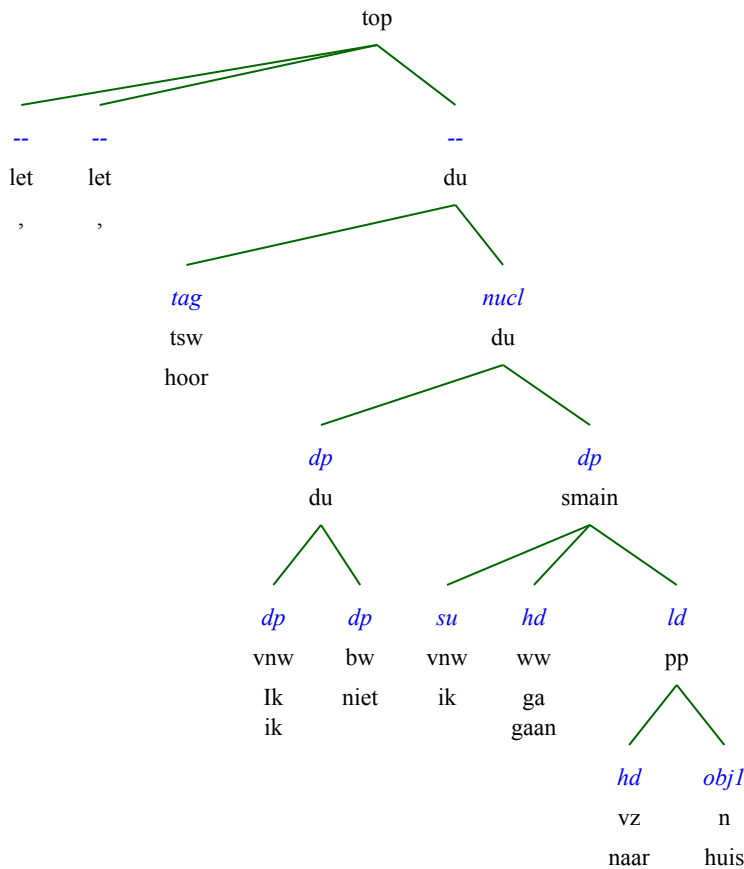 top
-- -- --
let let du
, ,
tag nucl
tsw du
hoor
dp dp
du smain
dp dp su hd ld
vnw bw vnw ww pp
Ik niet ik ga
ik gaan
hd obj1
vz n
naar huis